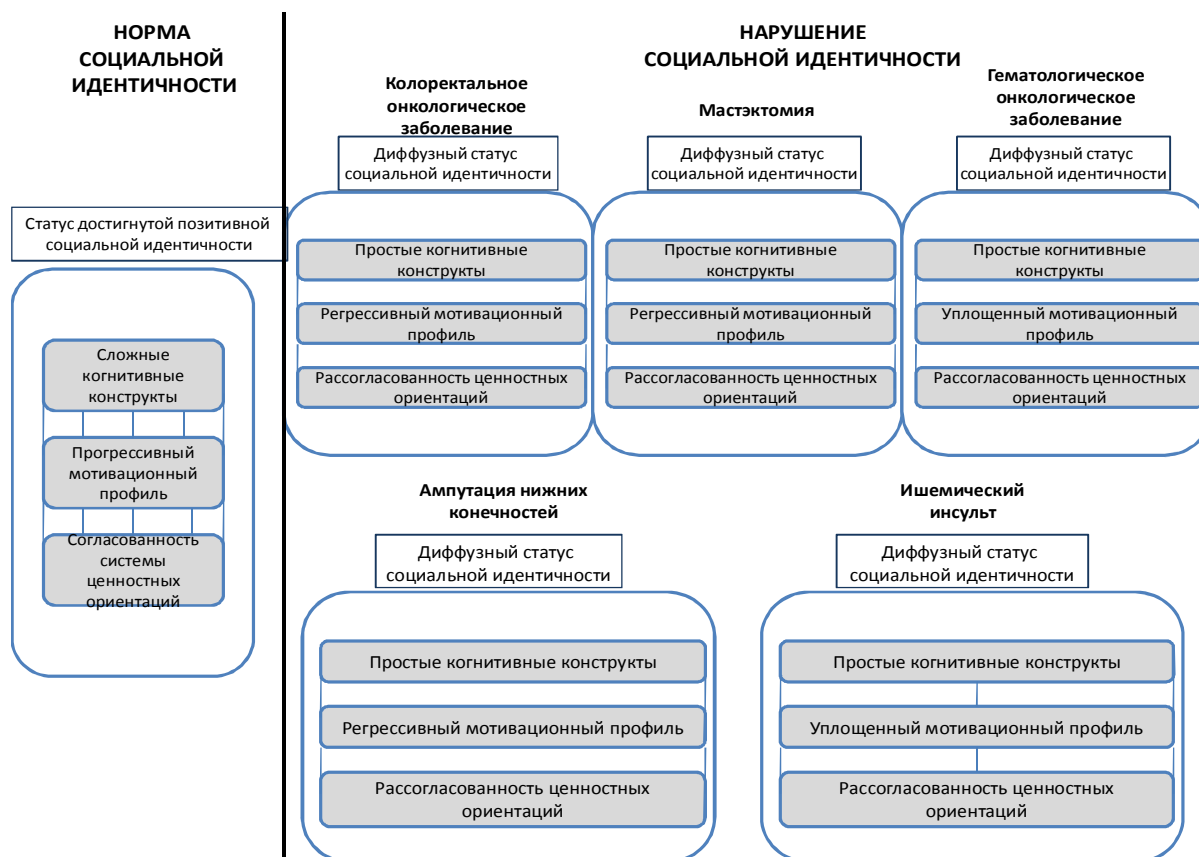 НОРМА
СОЦИАЛЬНОЙ
ИДЕНТИЧНОСТИ
Статус достигнутой позитивной
социальной идентичности
Сложные
когнитивные
конструкты
Прогрессивный
мотивационный
профиль
Согласованность
системы
ценностных
ориентаций
НАРУШЕНИЕ
СОЦИАЛЬНОЙ ИДЕНТИЧНОСТИ
Колоректальное
онкологическое
заболевание
Диффузный статус
социальной идентичности
Простые когнитивные
конструкты
Регрессивный мотивационный
профиль
Рассогласованность ценностных
ориентаций
Мастэктомия
Диффузный статус
социальной идентичности
Простые когнитивные
конструкты
Регрессивный мотивационный
профиль
Рассогласованность ценностных
ориентаций
Гематологическое
онкологическое
заболевание
Диффузный статус
социальной идентичности
Простые когнитивные
конструкты
Уплощенный мотивационный
профиль
Рассогласованность ценностных
ориентаций
Ампутация нижних
конечностей
Диффузный статус
социальной идентичности
Простые когнитивные конструкты
Регрессивный мотивационный профиль
Рассогласованность ценностных
ориентаций
Ишемический
инсульт
Диффузный статус
социальной идентичности
Простые когнитивные конструкты
Уплощенный мотивационный профиль
Рассогласованность ценностных
ориентаций